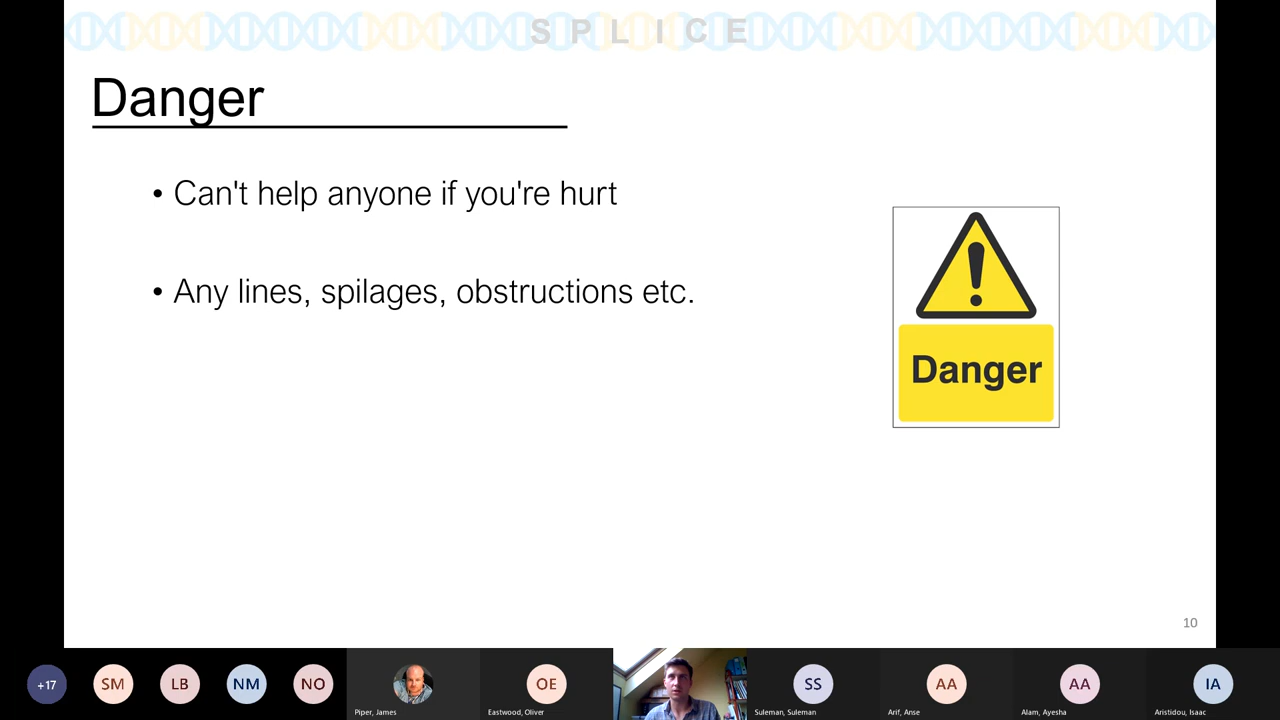 S P L I C E
Danger
• Can't help anyone if you're hurt
• Any lines, spilages, obstructions etc.
Danger
10
+17
SM
LB
NM
NO
Piper, James
OE
Eastwood, Oliver
SS
Suleman, Suleman
AA
Arif, Anse
AA
Alam, Ayesha
IA
Aristidou, Isaac